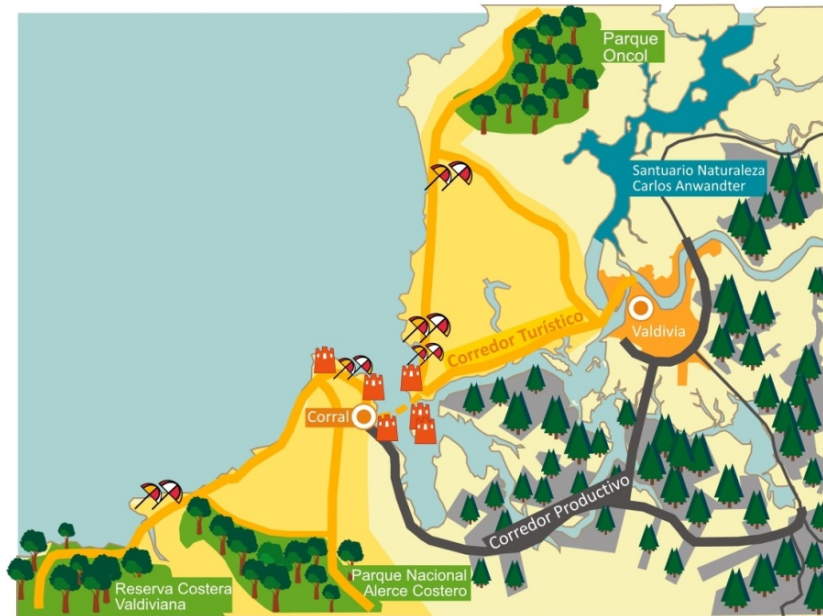 Parque
Oncol
Santuario Naturaleza
Carlos Anwandter
Corredor Turístico
Valdivia
Corral
Corredor Productivo
Reserva Costera
Valdiviana
Parque Nacional
Alerce Costero